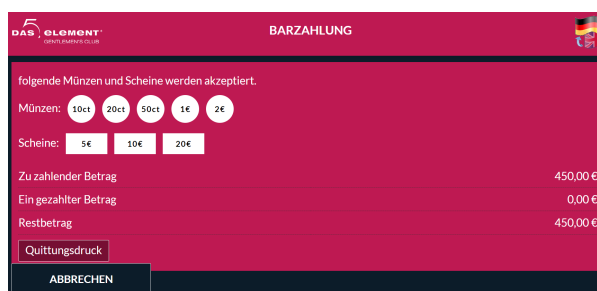 DAS 5 ELEMENT
GENTLEMEN'S CLUB
BARZAHLUNG
folgende Münzen und Scheine werden akzeptiert.
Münzen: 10ct 20ct 50ct 1€ 2€
Scheine: 5€ 10€ 20€
Zu zahlender Betrag 450,00 €
Ein gezahlter Betrag 0,00 €
Restbetrag 450,00 €
Quittungsdruck
ABBRECHEN